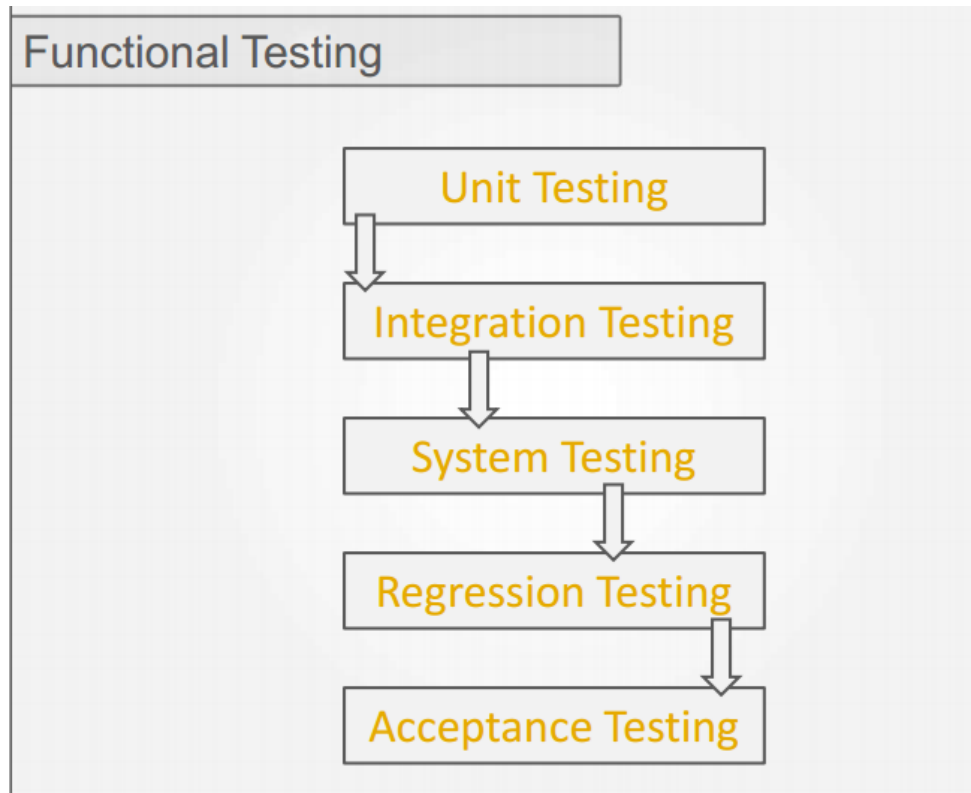 Functional Testing
Unit Testing
Integration Testing
System Testing
Regression Testing
Acceptance Testing